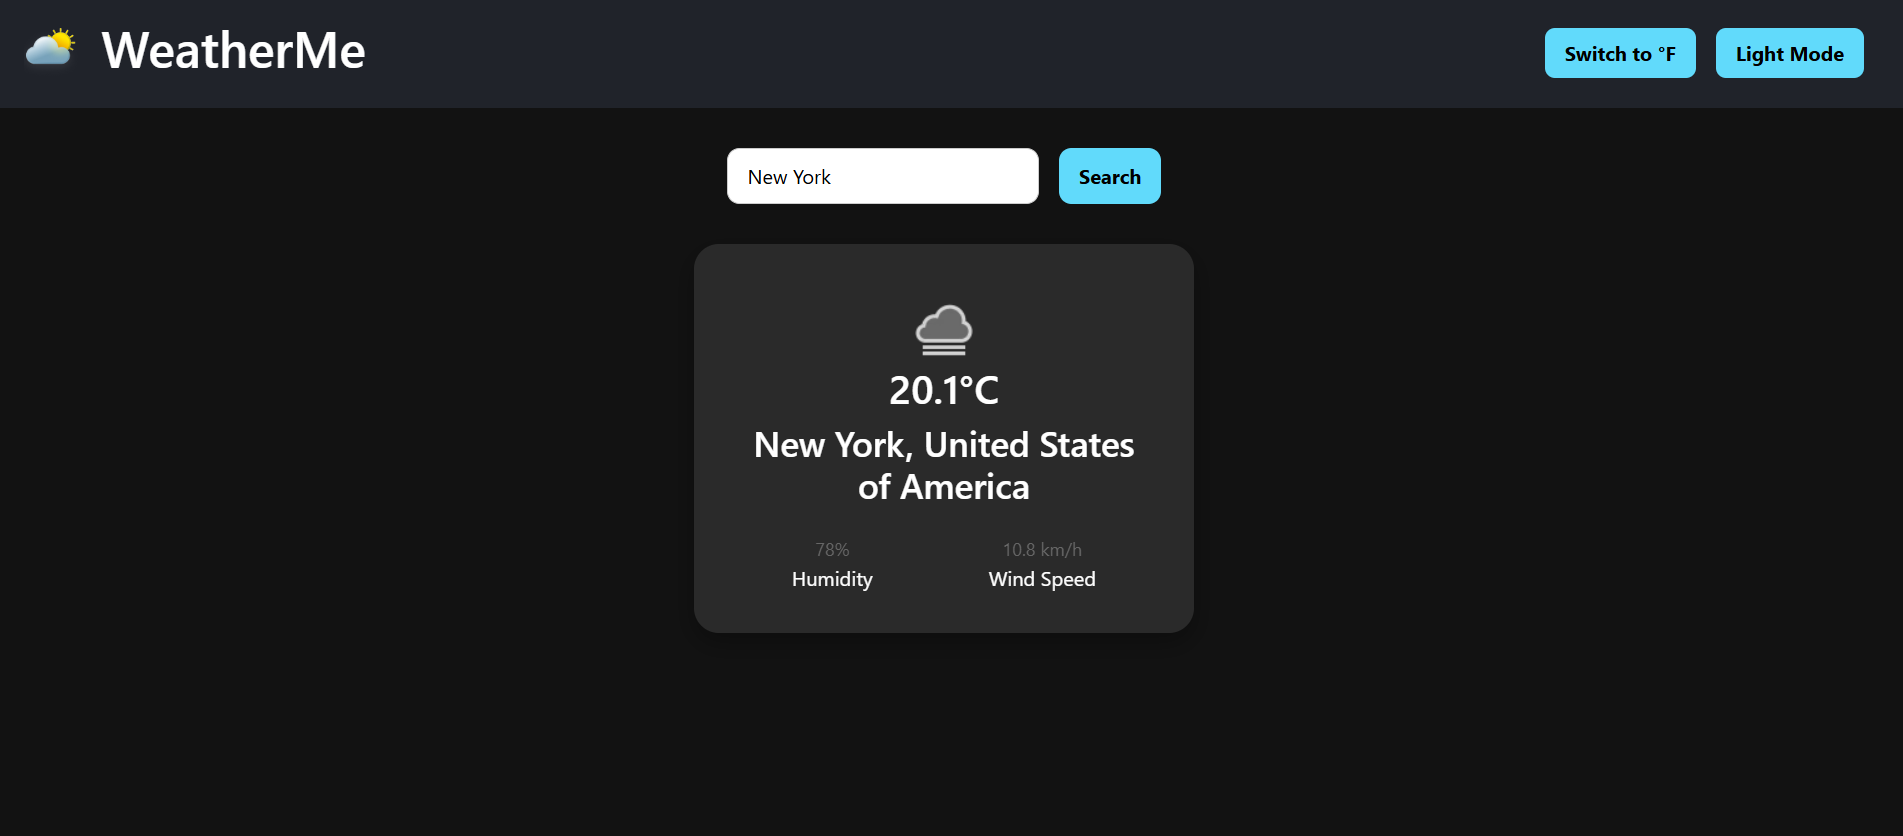 WeatherMe
Switch to °F
Light Mode
New York
Search
20.1°C
New York, United States
of America
78%
10.8 km/h
Humidity
Wind Speed